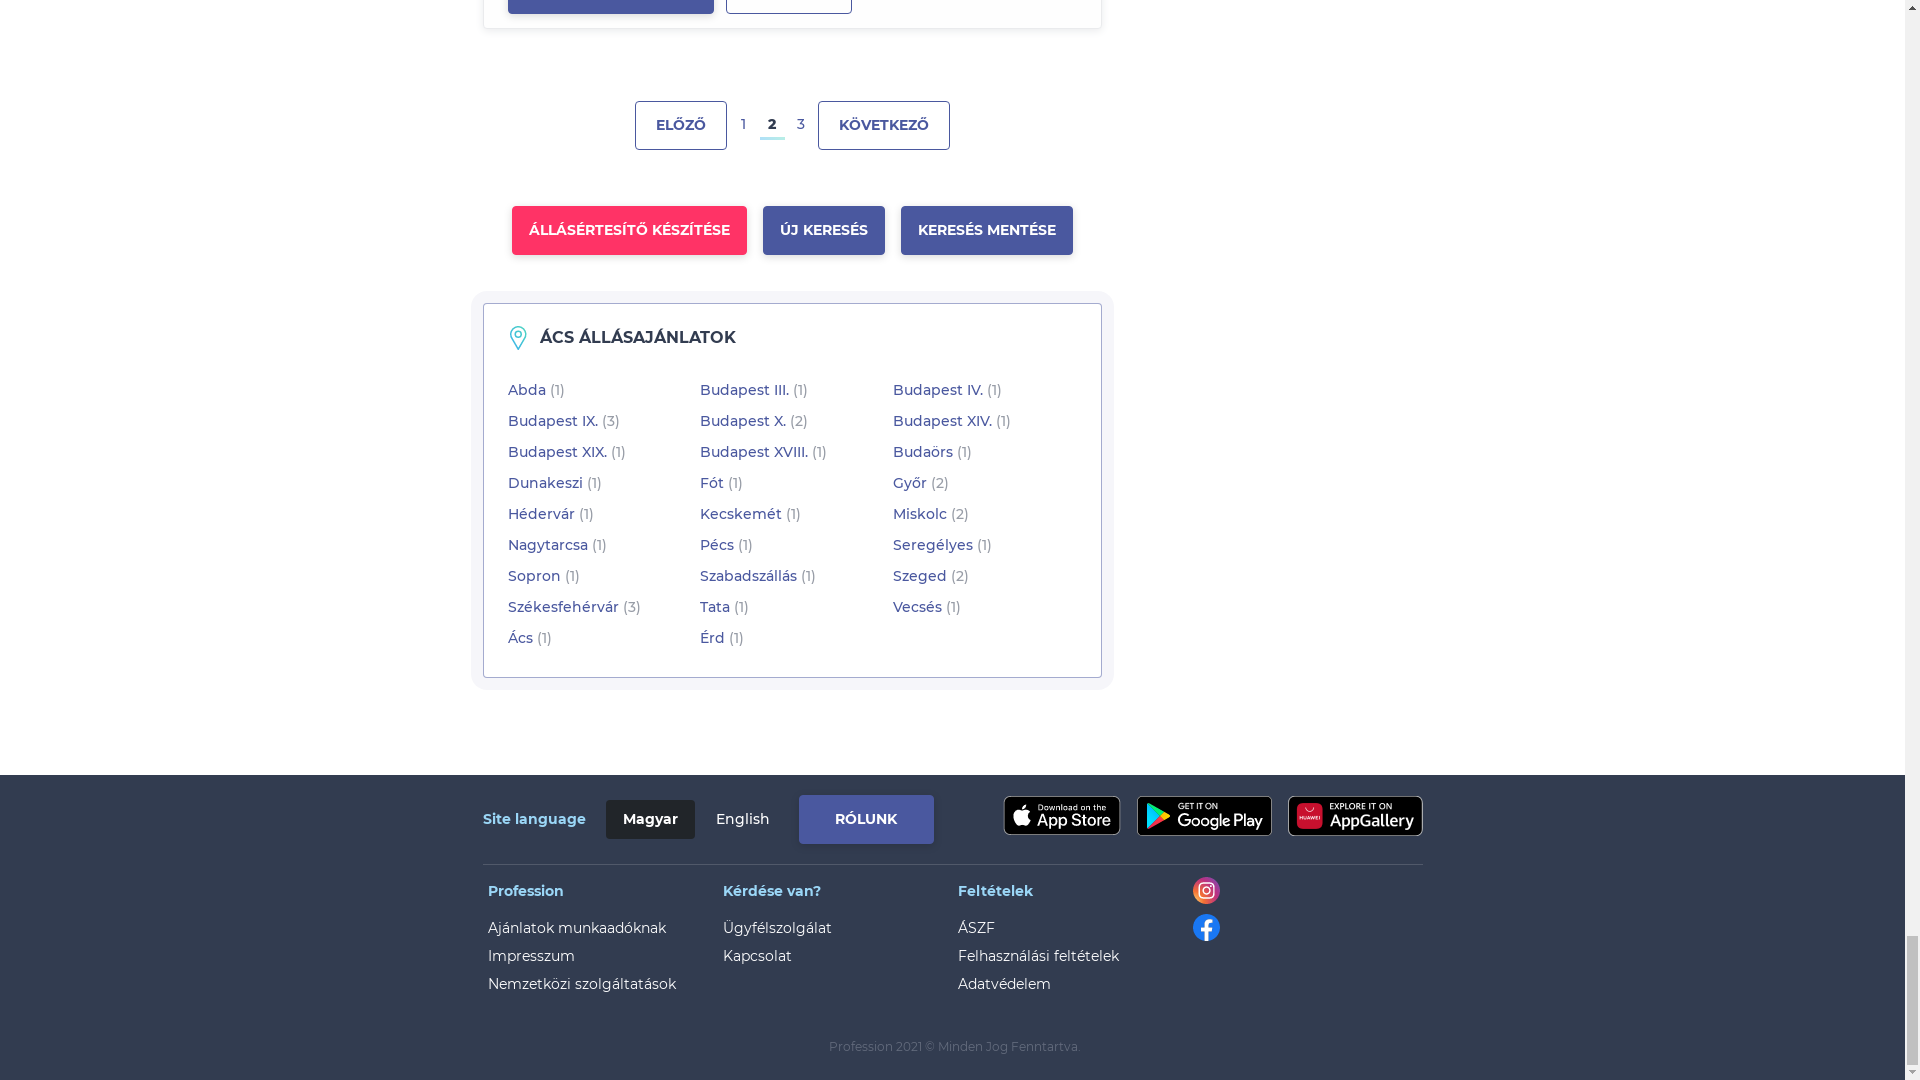 ELŐZŐ 1 2 3 KÖVETKEZŐ
ÁLLÁSÉRTESÍTŐ KÉSZÍTÉSE ÚJ KERESÉS KERESÉS MENTÉSE
ÁCS ÁLLÁSAJÁNLATOK
Abda (1) Budapest III. (1) Budapest IV. (1)
Budapest IX. (3) Budapest X. (2) Budapest XIV. (1)
Budapest XIX. (1) Budapest XVIII. (1) Budaörs (1)
Dunakeszi (1) Fót (1) Győr (2)
Hédervár (1) Kecskemét (1) Miskolc (2)
Nagytarcsa (1) Pécs (1) Seregélyes (1)
Sopron (1) Szabadszállás (1) Szeged (2)
Székesfehérvár (3) Tata (1) Vecsés (1)
Ács (1) Érd (1)
Site language Magyar English RÓLUNK
Download on the
App Store
GET IT ON
Google Play
HUAWEI
EXPLORE IT ON
AppGallery
Profession
Ajánlatok munkaadóknak
Impresszum
Nemzetközi szolgáltatások
Kérdése van?
Ügyfélszolgálat
Kapcsolat
Feltételek
ÁSZF
Felhasználási feltételek
Adatvédelem
Profession 2021 © Minden Jog Fenntartva.